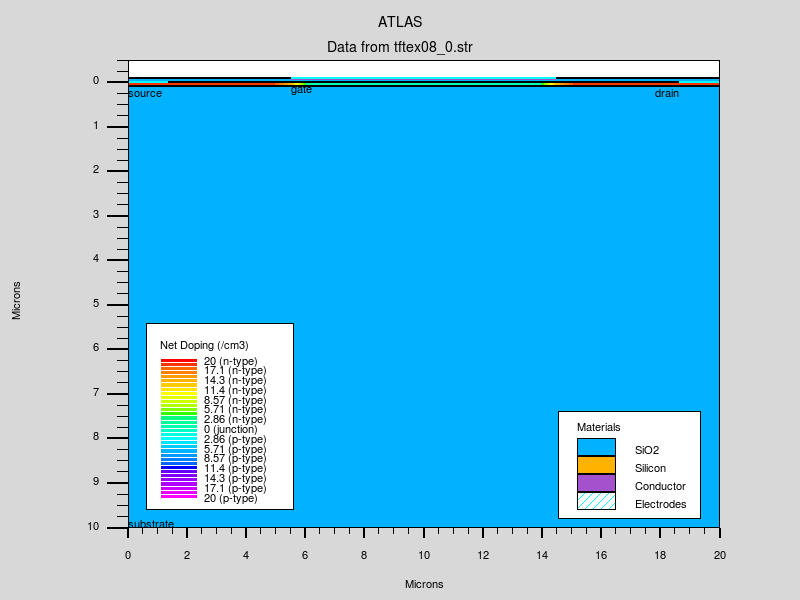 ATLAS
Data from tftex08_0.str
0
1
2
3
4
5
6
7
8
9
10
Microns
source
gate
drain
substrate
Net Doping (/cm3)
20 (n-type)
17.1 (n-type)
14.3 (n-type)
11.4 (n-type)
8.57 (n-type)
5.71 (n-type)
2.86 (n-type)
0 (junction)
2.86 (p-type)
5.71 (p-type)
8.57 (p-type)
11.4 (p-type)
14.3 (p-type)
17.1 (p-type)
20 (p-type)
Materials
SiO2
Silicon
Conductor
Electrodes
0 2 4 6 8 10 12 14 16 18 20
Microns